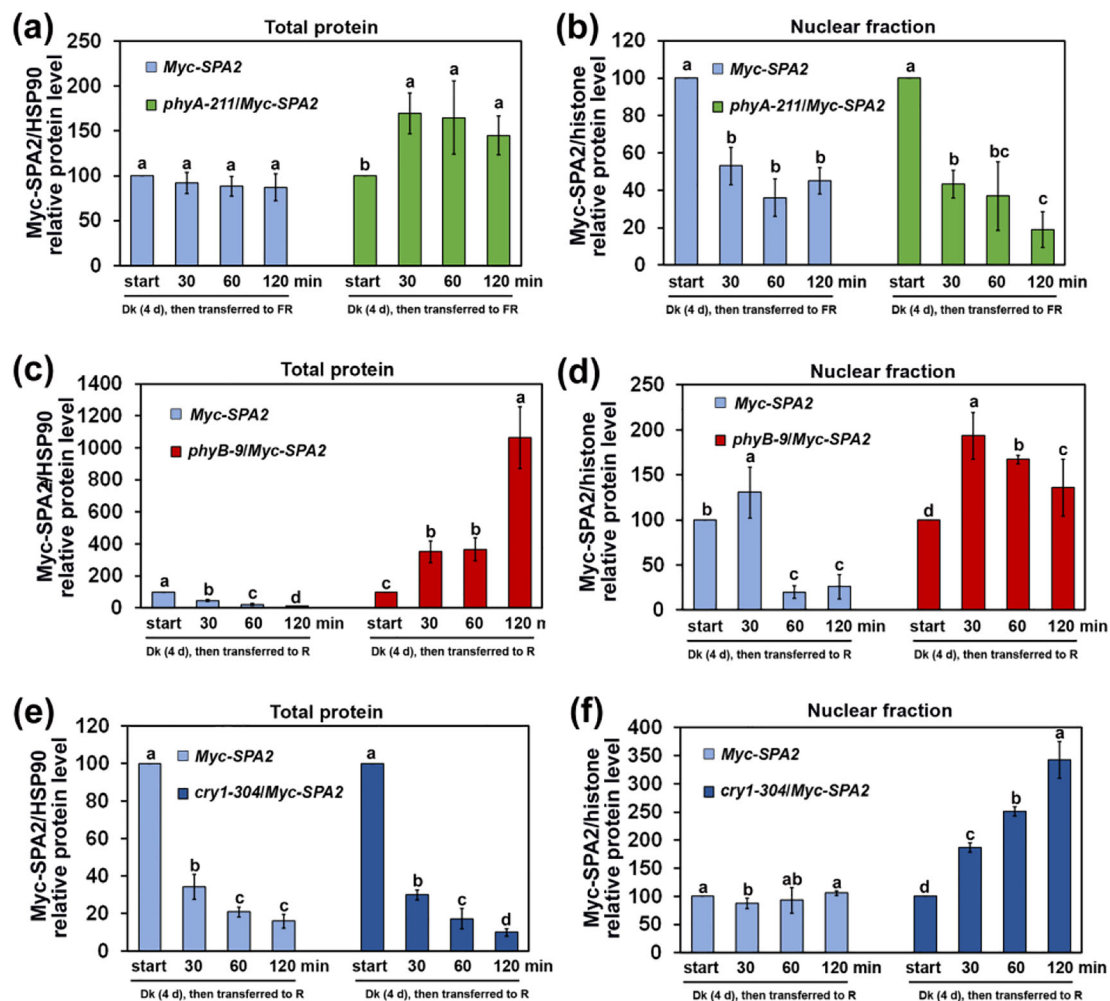 (a)
Total protein
Myc-SPA2/HSP90
relative protein level
200
150
100
50
0
Myc-SPA2
phyA-211/Myc-SPA2
a a a a b a a a
start 30 60 120 start 30 60 120 min
Dk (4 d), then transferred to FR Dk (4 d), then transferred to FR
(b)
Nuclear fraction
Myc-SPA2/histone
relative protein level
120
100
80
60
40
20
0
Myc-SPA2
phyA-211/Myc-SPA2
a b b b a b bc c
start 30 60 120 start 30 60 120 min
Dk (4 d), then transferred to FR Dk (4 d), then transferred to FR
(c)
Total protein
Myc-SPA2/HSP90
relative protein level
1400
1200
1000
800
600
400
200
0
Myc-SPA2
phyB-9/Myc-SPA2
a b c d c b b a
start 30 60 120 min start 30 60 120 n
Dk (4 d), then transferred to R Dk (4 d), then transferred to R
(d)
Nuclear fraction
Myc-SPA2/histone
relative protein level
250
200
150
100
50
0
Myc-SPA2
phyB-9/Myc-SPA2
b a c c d a b c
start 30 60 120 min start 30 60 120 min
Dk (4 d), then transferred to R Dk (4 d), then transferred to R
(e)
Total protein
Myc-SPA2/HSP90
relative protein level
120
100
80
60
40
20
0
Myc-SPA2
cry1-304/Myc-SPA2
a b c c a b c d
start 30 60 120 min start 30 60 120 min
Dk (4 d), then transferred to R Dk (4 d), then transferred to R
(f)
Nuclear fraction
Myc-SPA2/histone
relative protein level
400
350
300
250
200
150
100
50
0
Myc-SPA2
cry1-304/Myc-SPA2
a b ab a d c b a
start 30 60 120 min start 30 60 120 min
Dk (4 d), then transferred to R Dk (4 d), then transferred to R